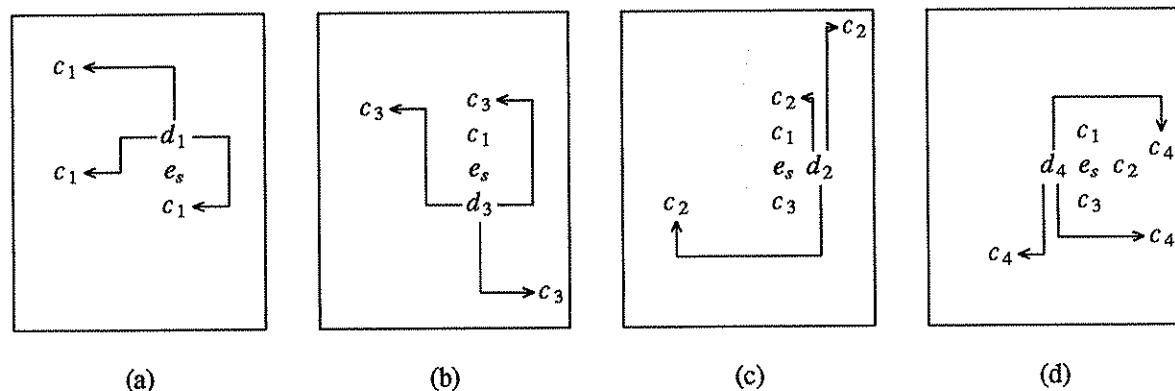 c₁
d₁
c₁ eₛ
c₁
(a)
c₃ c₃
c₁
eₛ
d₃
c₃
(b)
c₂
c₂
c₁
eₛ d₂
c₂ c₃
(c)
c₁
c₄
d₄ eₛ c₂
c₃
c₄
c₄
(d)